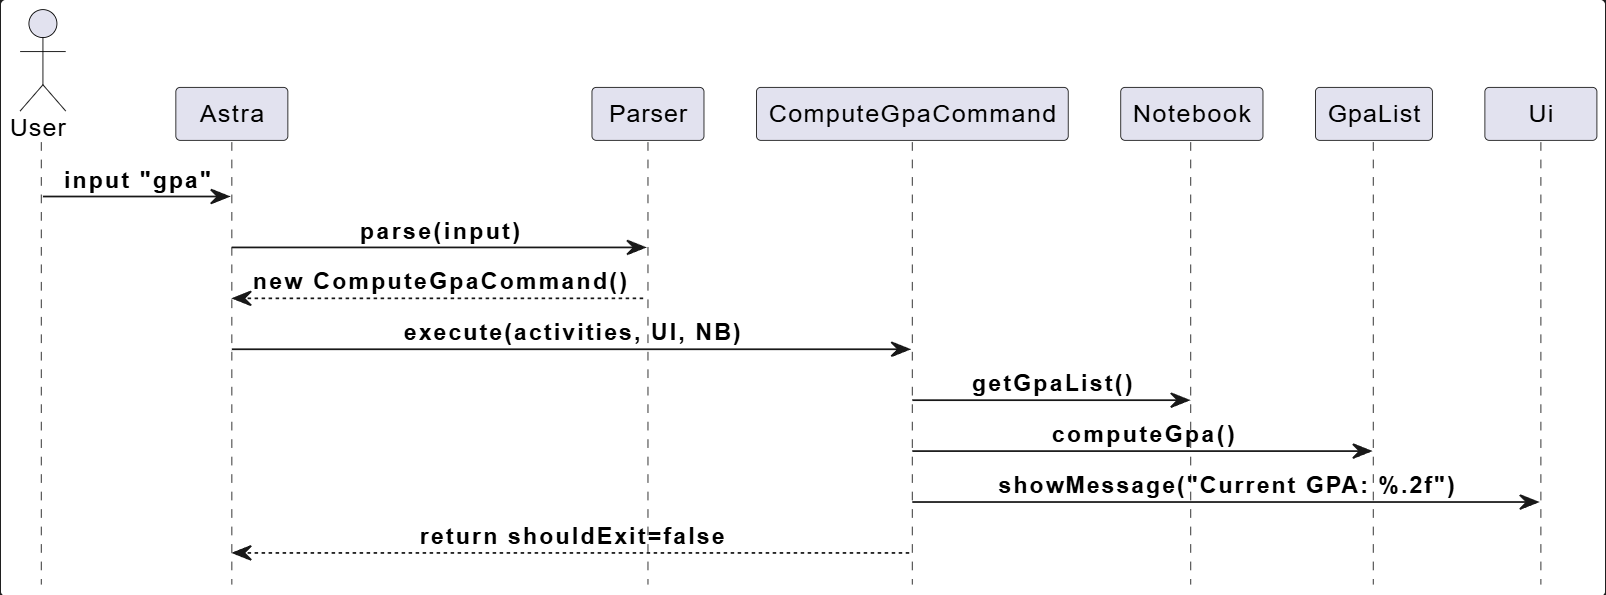 User
Astra
Parser
ComputeGpaCommand
Notebook
GpaList
Ui
input "gpa"
parse(input)
new ComputeGpaCommand()
execute(activities, UI, NB)
getGpaList()
computeGpa()
showMessage("Current GPA: %.2f")
return shouldExit=false